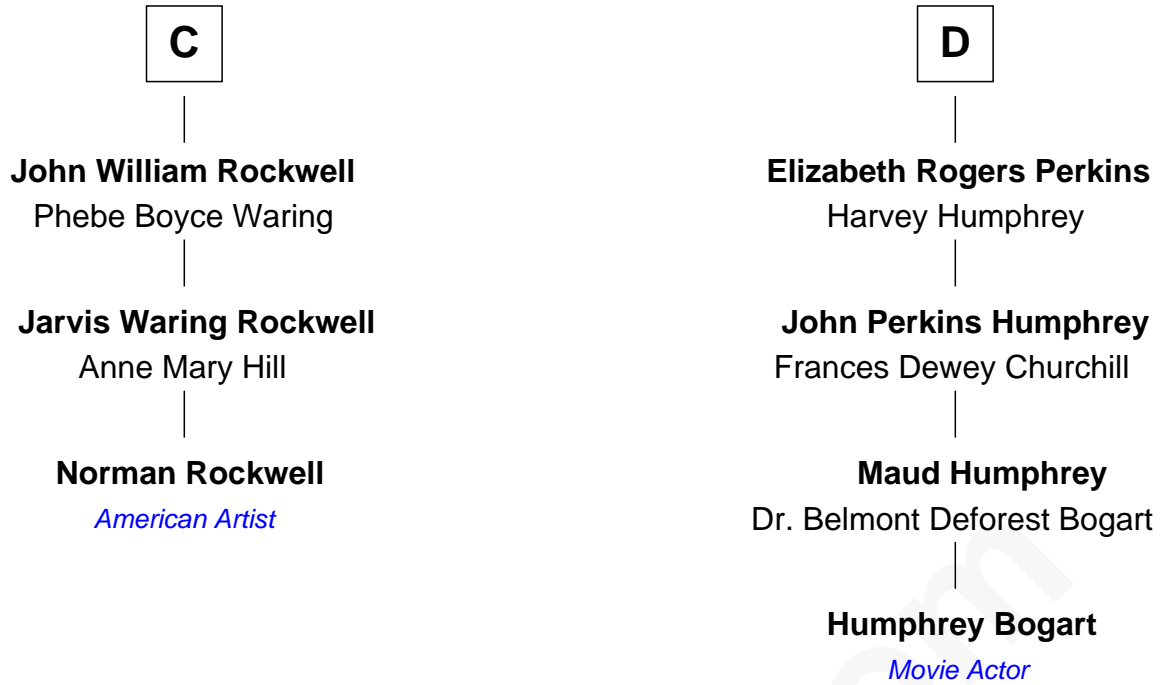 C
John William Rockwell
Phebe Boyce Waring
Jarvis Waring Rockwell
Anne Mary Hill
Norman Rockwell
American Artist
D
Elizabeth Rogers Perkins
Harvey Humphrey
John Perkins Humphrey
Frances Dewey Churchill
Maud Humphrey
Dr. Belmont Deforest Bogart
Humphrey Bogart
Movie Actor